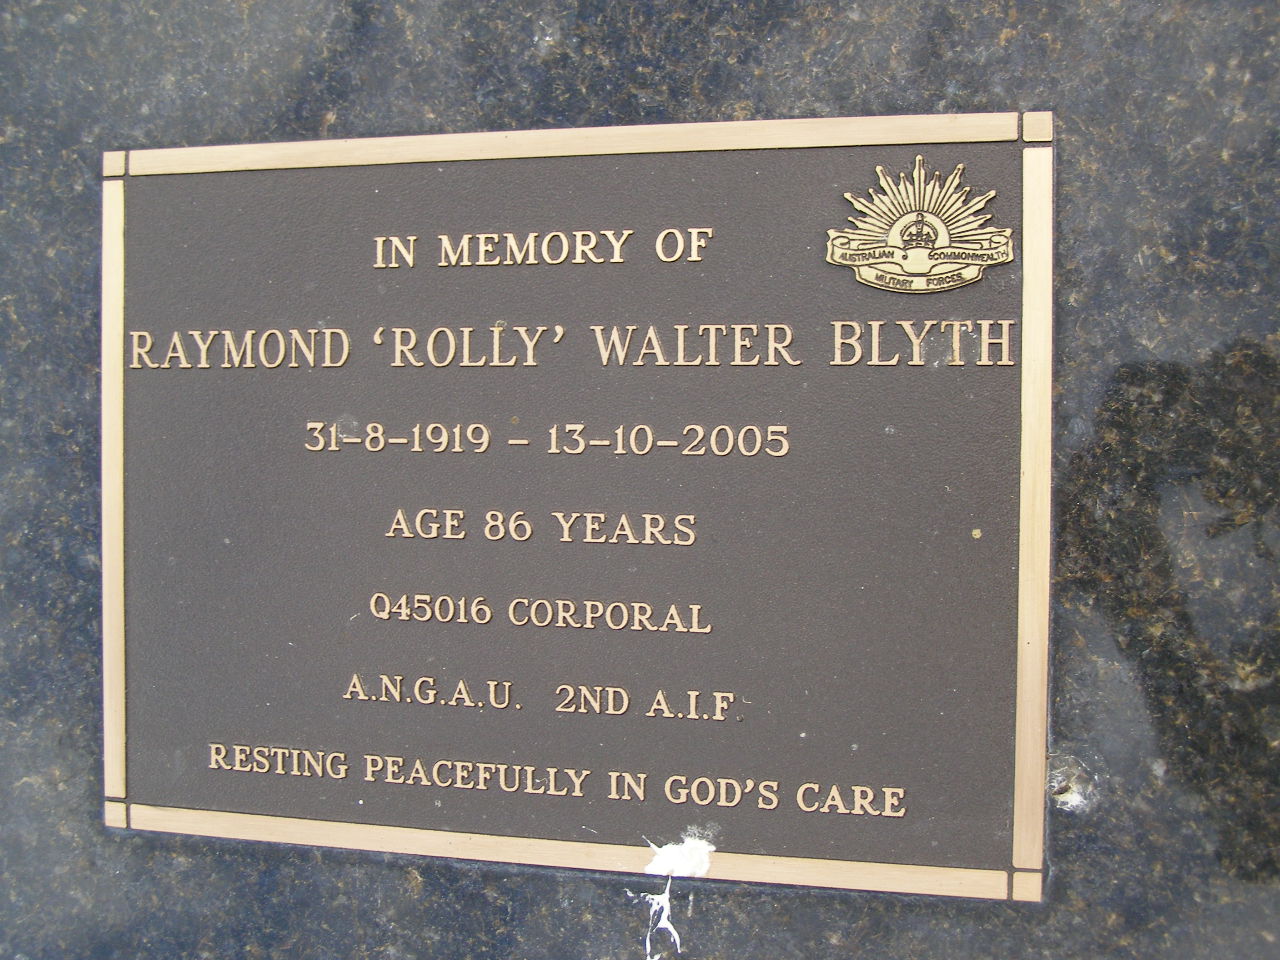 IN MEMORY OF
AUSTRALIAN COMMONWEALTH
MILITARY FORCES
RAYMOND ‘ROLLY’ WALTER BLYTH
31-8-1919 - 13-10-2005
AGE 86 YEARS
Q45016 CORPORAL
A.N.G.A.U. 2ND A.I.F
RESTING PEACEFULLY IN GOD’S CARE